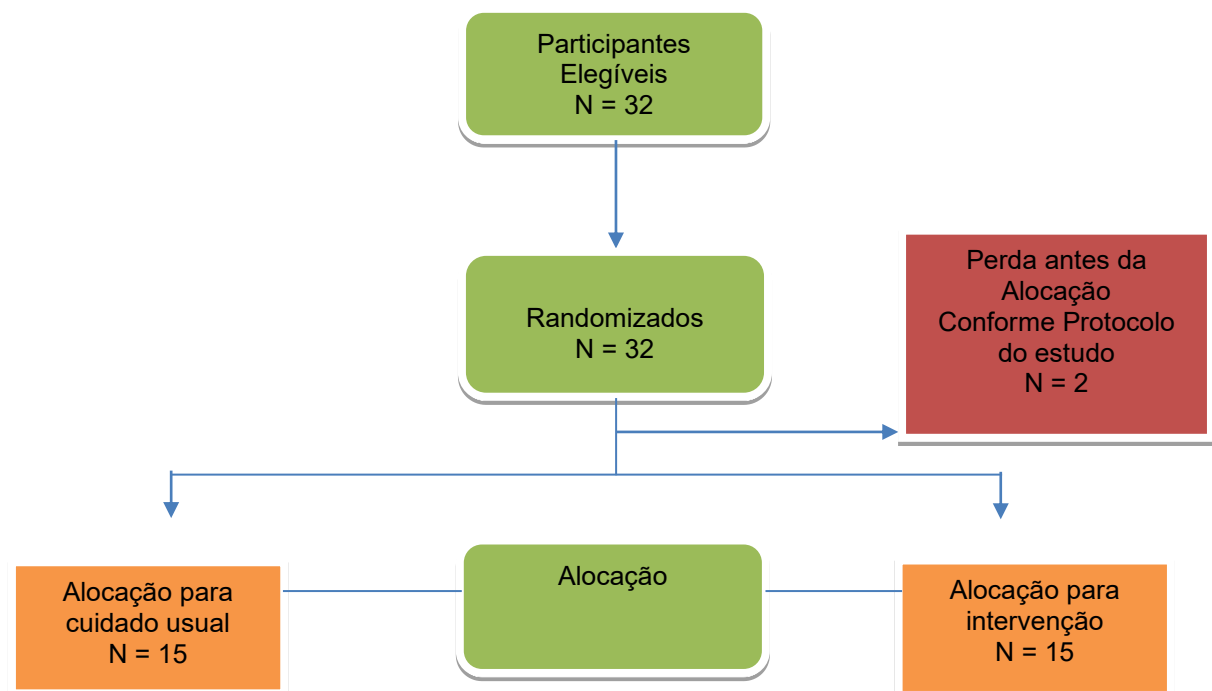 Participantes
Elegíveis
N = 32
Randomizados
N = 32
Perda antes da
Alocação
Conforme Protocolo
do estudo
N = 2
Alocação para
cuidado usual
N = 15
Alocação
Alocação para
intervenção
N = 15